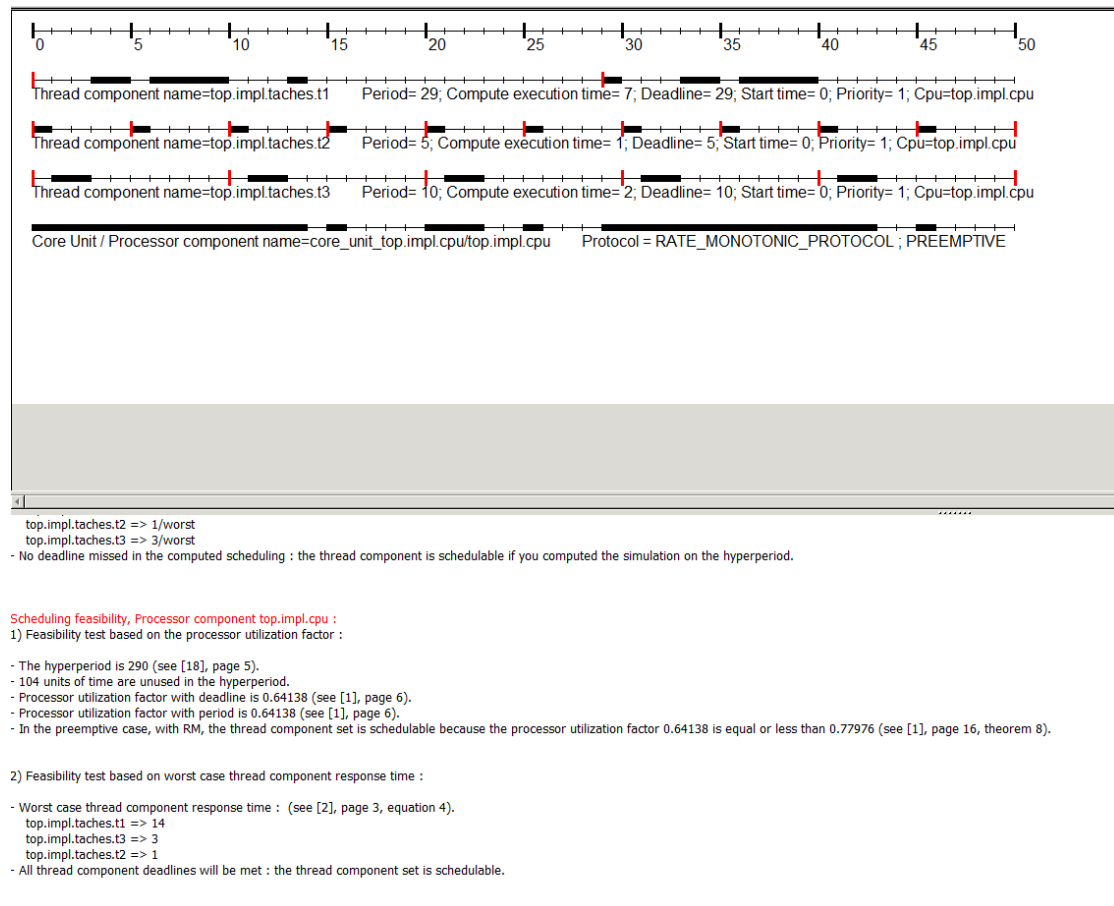 0 5 10 15 20 25 30 35 40 45 50
Thread component name=top.impl.taches.t1 Period= 29; Compute execution time= 7; Deadline= 29; Start time= 0; Priority= 1; Cpu=top.impl.cpu
Thread component name=top.impl.taches.t2 Period= 5; Compute execution time= 1; Deadline= 5; Start time= 0; Priority= 1; Cpu=top.impl.cpu
Thread component name=top.impl.taches.t3 Period= 10; Compute execution time= 2; Deadline= 10; Start time= 0; Priority= 1; Cpu=top.impl.cpu
Core Unit / Processor component name=core_unit_top.impl.cpu/top.impl.cpu Protocol = RATE_MONOTONIC_PROTOCOL ; PREEMPTIVE
top.impl.taches.t2 => 1/worst
top.impl.taches.t3 => 3/worst
- No deadline missed in the computed scheduling : the thread component is schedulable if you computed the simulation on the hyperperiod.
Scheduling feasibility, Processor component top.impl.cpu :
1) Feasibility test based on the processor utilization factor :
- The hyperperiod is 290 (see [18], page 5).
- 104 units of time are unused in the hyperperiod.
- Processor utilization factor with deadline is 0.64138 (see [1], page 6).
- Processor utilization factor with period is 0.64138 (see [1], page 6).
- In the preemptive case, with RM, the thread component set is schedulable because the processor utilization factor 0.64138 is equal or less than 0.77976 (see [1], page 16, theorem 8).
2) Feasibility test based on worst case thread component response time :
- Worst case thread component response time : (see [2], page 3, equation 4).
top.impl.taches.t1 => 14
top.impl.taches.t3 => 3
top.impl.taches.t2 => 1
- All thread component deadlines will be met : the thread component set is schedulable.